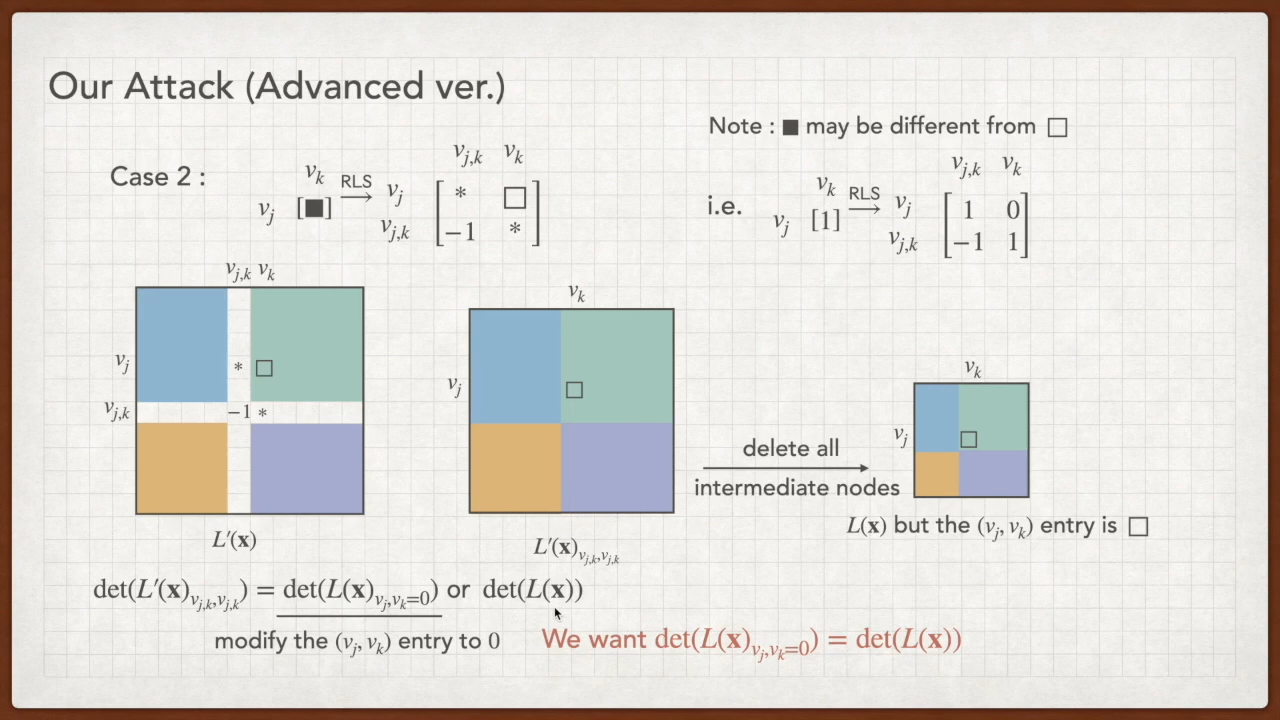 Our Attack (Advanced ver.)
Note : ■ may be different from □
Case 2 :
v_k
v_j [■] RLS → v_j
v_{j,k}
v_{j,k} v_k
[ * □
−1 * ]
i.e.
v_k
v_j [1] RLS → v_j
v_{j,k}
v_{j,k} v_k
[ 1 0
−1 1 ]
v_{j,k} v_k
v_j * □
v_{j,k} −1 *
L′(x)
v_k
v_j □
L′(x)_{v_{j,k},v_{j,k}}
delete all
intermediate nodes
v_k
v_j □
L(x) but the (v_j, v_k) entry is □
det(L′(x)_{v_{j,k},v_{j,k}}) = det(L(x)_{v_j,v_k=0}) or det(L(x))
modify the (v_j, v_k) entry to 0
We want det(L(x)_{v_j,v_k=0}) = det(L(x))